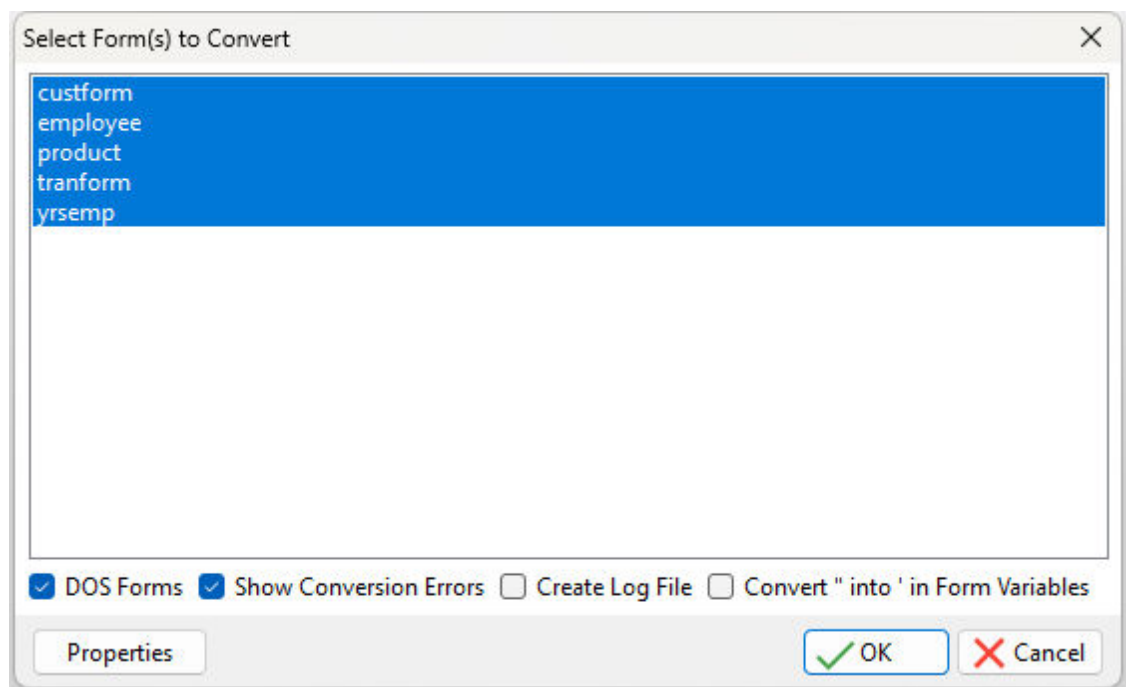 Select Form(s) to Convert
custform
employee
product
tranform
yrsemp
DOS Forms Show Conversion Errors Create Log File Convert " into ' in Form Variables
Properties OK Cancel